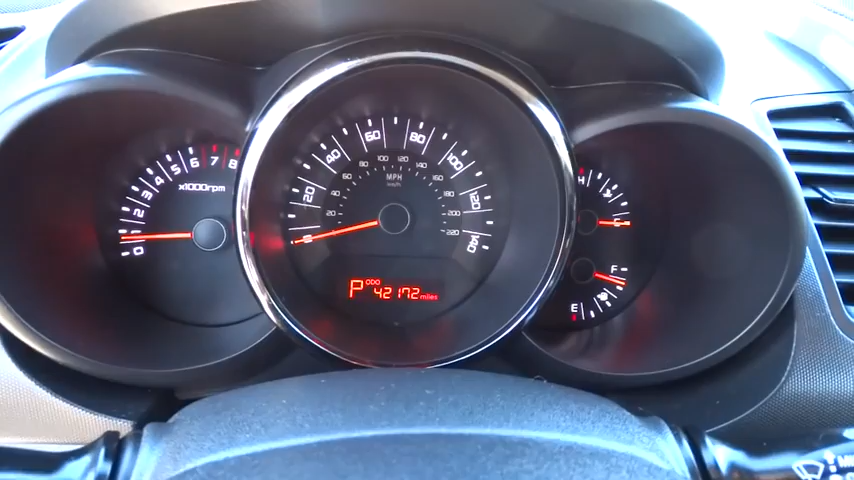 0 1 2 3 4 5 6 7 8
x1000rpm
20 40 60 80 100 120 140
20 40 60 80 100 120 140 160 180 200 220
MPH
km/h
ODO
P 42172 miles
H
C
F
E